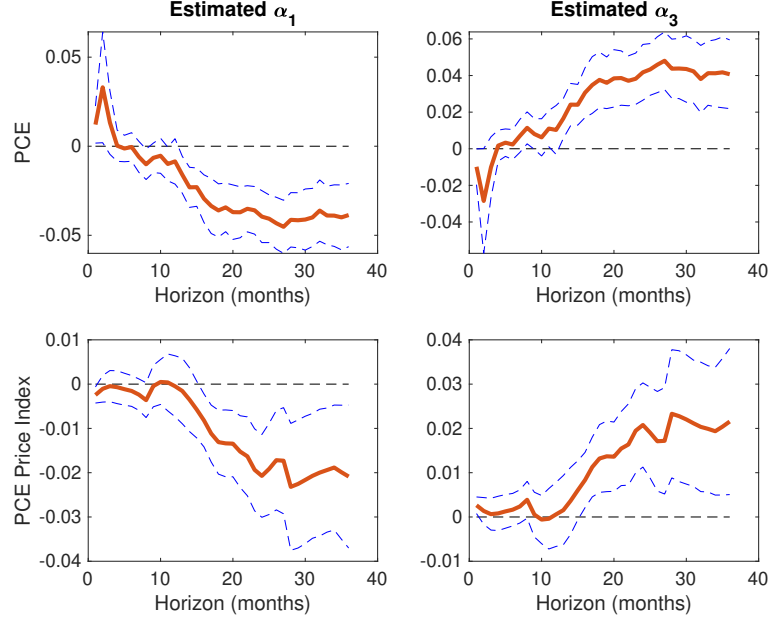 Estimated α1
Estimated α3
PCE
0.05
0
-0.05
0 10 20 30 40
Horizon (months)
0.06
0.04
0.02
0
-0.02
-0.04
0 10 20 30 40
Horizon (months)
PCE Price Index
0.01
0
-0.01
-0.02
-0.03
-0.04
0 10 20 30 40
Horizon (months)
0.04
0.03
0.02
0.01
0
-0.01
0 10 20 30 40
Horizon (months)